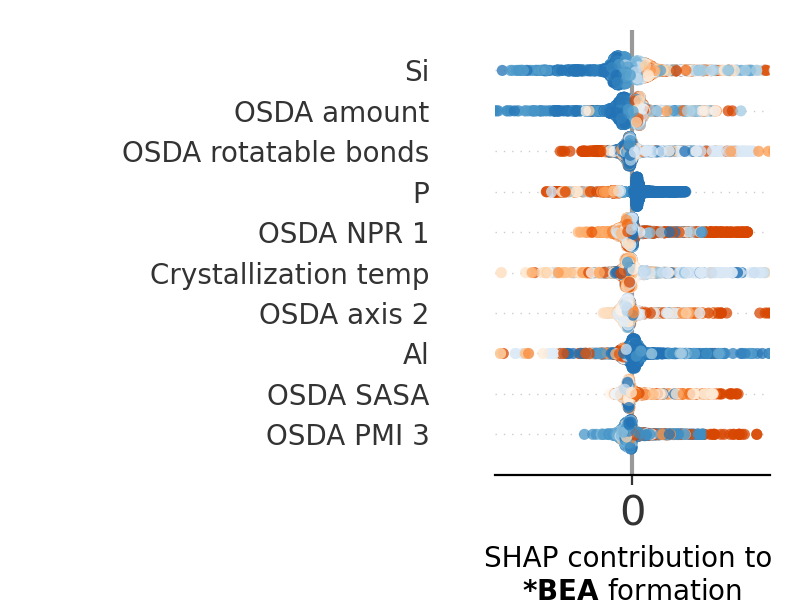 Si
OSDA amount
OSDA rotatable bonds
P
OSDA NPR 1
Crystallization temp
OSDA axis 2
Al
OSDA SASA
OSDA PMI 3
0
SHAP contribution to
*BEA formation